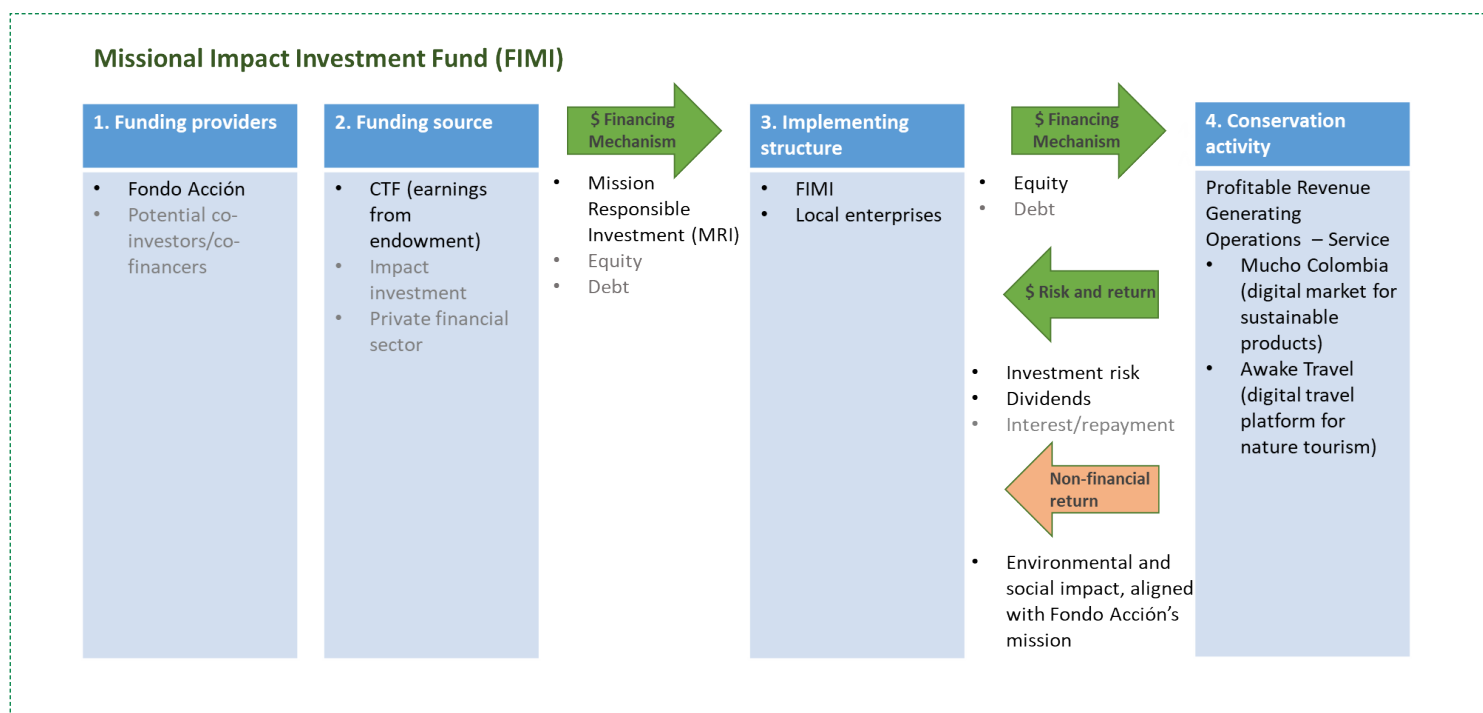 Missional Impact Investment Fund (FIMI)
1. Funding providers
• Fondo Acción
• Potential co-
investors/co-
financers
2. Funding source
• CTF (earnings
from
endowment)
• Impact
investment
• Private financial
sector
$ Financing
Mechanism
• Mission
Responsible
Investment (MRI)
• Equity
• Debt
3. Implementing
structure
• FIMI
• Local enterprises
$ Financing
Mechanism
• Equity
• Debt
$ Risk and return
• Investment risk
• Dividends
• Interest/repayment
Non-financial
return
• Environmental and
social impact, aligned
with Fondo Acción’s
mission
4. Conservation
activity
Profitable Revenue
Generating
Operations – Service
• Mucho Colombia
(digital market for
sustainable
products)
• Awake Travel
(digital travel
platform for
nature tourism)